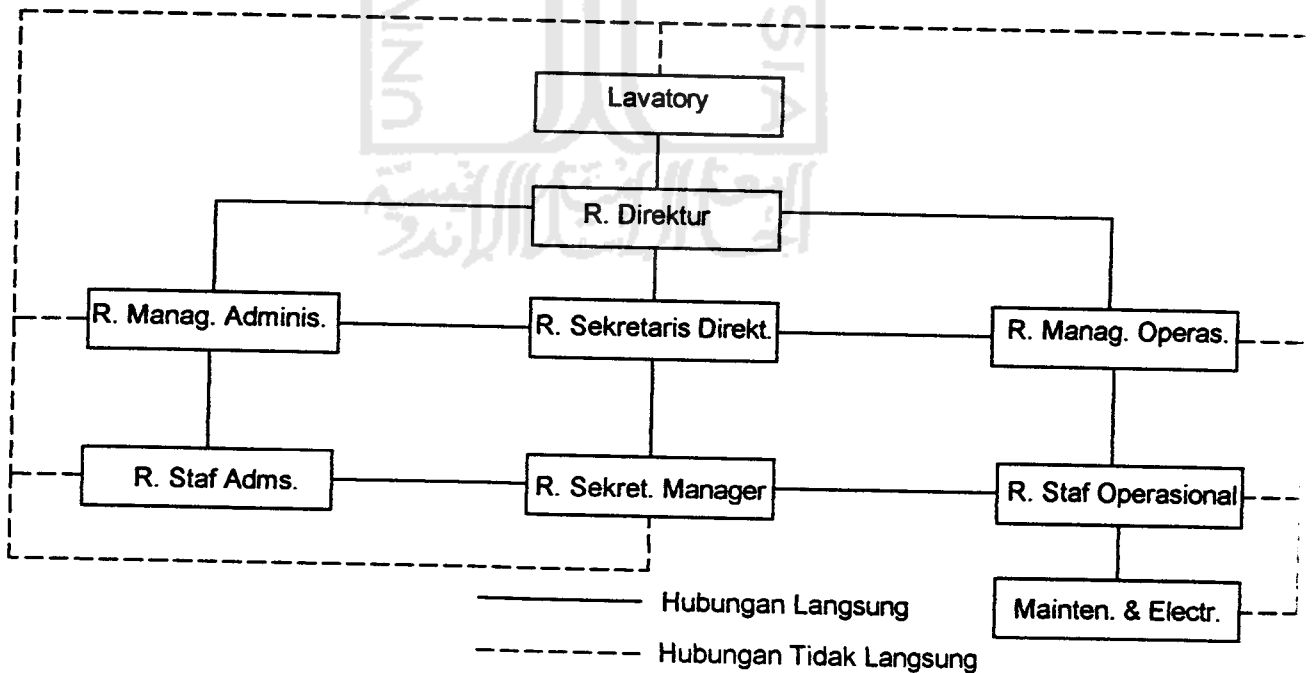 Lavatory
R. Direktur
R. Manag. Adminis.
R. Sekretaris Direkt.
R. Manag. Operas.
R. Staf Adms.
R. Sekret. Manager
R. Staf Operasional
Mainten. & Electr.
Hubungan Langsung
Hubungan Tidak Langsung